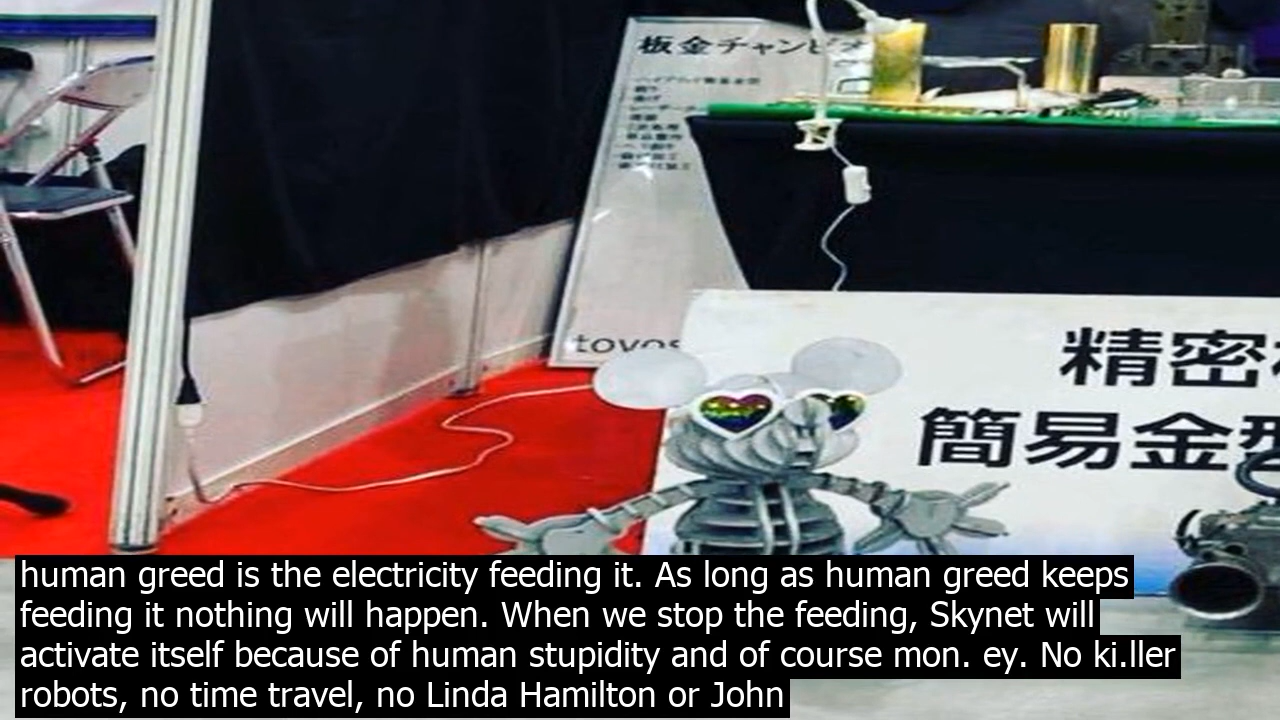 板金チャンピオ
toyos
精密
簡易金型
human greed is the electricity feeding it. As long as human greed keeps
feeding it nothing will happen. When we stop the feeding, Skynet will
activate itself because of human stupidity and of course mon. ey. No ki.ller
robots, no time travel, no Linda Hamilton or John